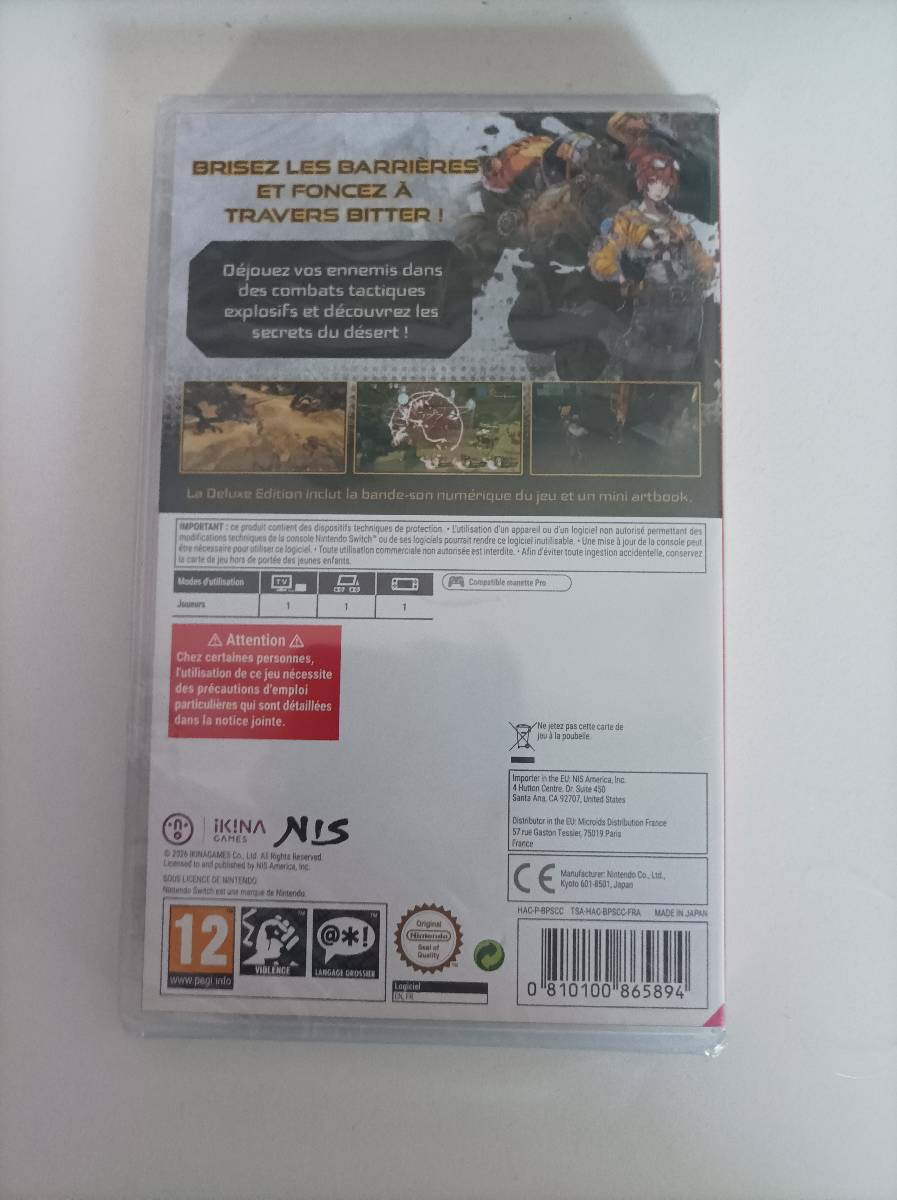 BRISEZ LES BARRIÈRES
ET FONCEZ À
TRAVERS BITTER !
Déjouez vos ennemis dans
des combats tactiques
explosifs et découvrez les
secrets du désert !
La Deluxe Edition inclut la bande-son numérique du jeu et un mini artbook.
IMPORTANT : ce produit contient des dispositifs techniques de protection. • L'utilisation d'un appareil ou d'un logiciel non autorisé permettant des
modifications techniques de la console Nintendo Switch™ ou de ses logiciels pourrait rendre ce logiciel inutilisable. • Une mise à jour de la console peut
être nécessaire pour utiliser ce logiciel. • Toute utilisation commerciale non autorisée est interdite. • Afin d'éviter toute ingestion accidentelle, conservez
la carte de jeu hors de portée des jeunes enfants.
Modes d'utilisation TV Compatible manette Pro
Joueurs 1 1 1
Attention
Chez certaines personnes,
l'utilisation de ce jeu nécessite
des précautions d'emploi
particulières qui sont détaillées
dans la notice jointe.
Ne jetez pas cette carte de
jeu à la poubelle.
Importer in the EU: NIS America, Inc.
4 Hutton Centre. Dr. Suite 450
Santa Ana, CA 92707, United States
Distributor in the EU: Microids Distribution France
57 rue Gaston Tessier, 75019 Paris
France
iK!NA
GAMES
NIS
© 2026 IKINAGAMES Co., Ltd. All Rights Reserved.
Licensed to and published by NIS America, Inc.
SOUS LICENCE DE NINTENDO
Nintendo Switch est une marque de Nintendo.
CE Manufacturer: Nintendo Co., Ltd.,
Kyoto 601-8501, Japan
HAC-P-BPSCC TSA-HAC-BPSCC-FRA MADE IN JAPAN
12
www.pegi.info
VIOLENCE
@*!
LANGAGE GROSSIER
Original
Nintendo
Seal of
Quality
Logiciel
EN, FR
0 810100 865894